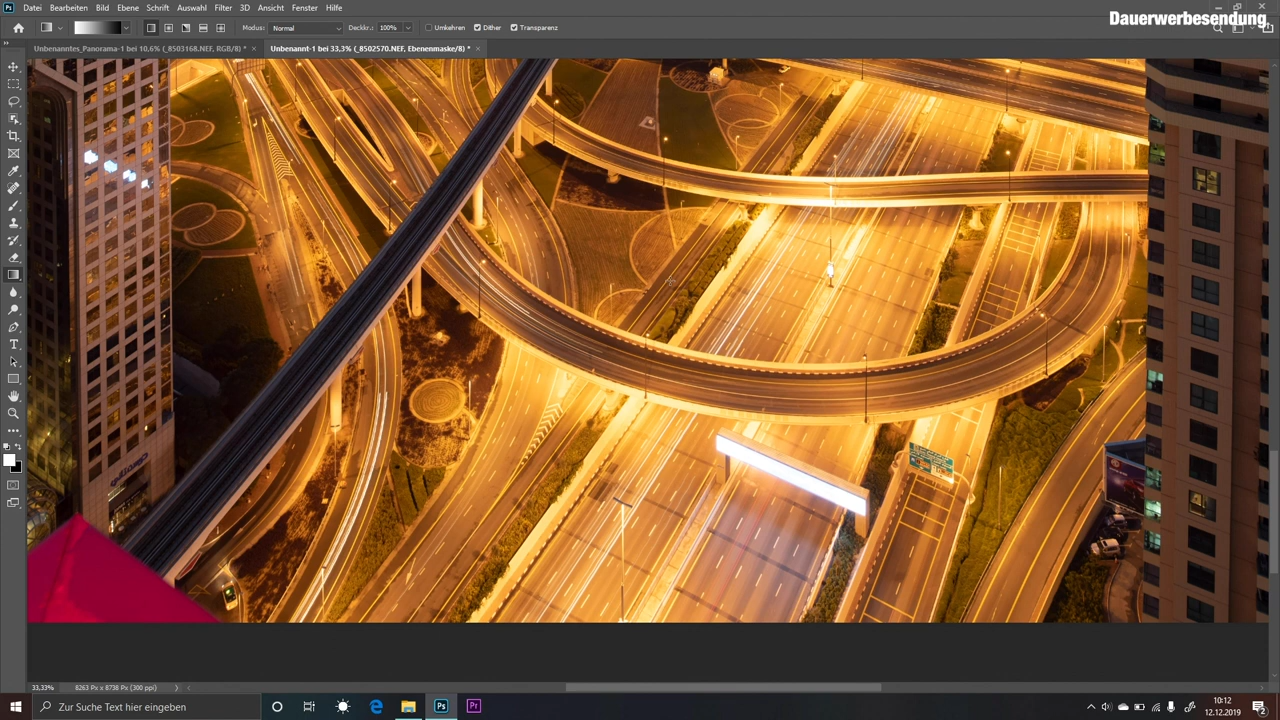 Datei Bearbeiten Bild Ebene Schrift Auswahl Filter 3D Ansicht Fenster Hilfe
Dauerwerbesendung
Modus: Normal Deckkr.: 100% Umkehren Dither Transparenz
Unbenanntes_Panorama-1 bei 10,6% (_8503168.NEF, RGB/8) * × Unbenannt-1 bei 33,3% (_8502570.NEF, Ebenenmaske/8) * ×
33,33% 8263 Px x 8738 Px (300 ppi)
Zur Suche Text hier eingeben
10:12
12.12.2019
2